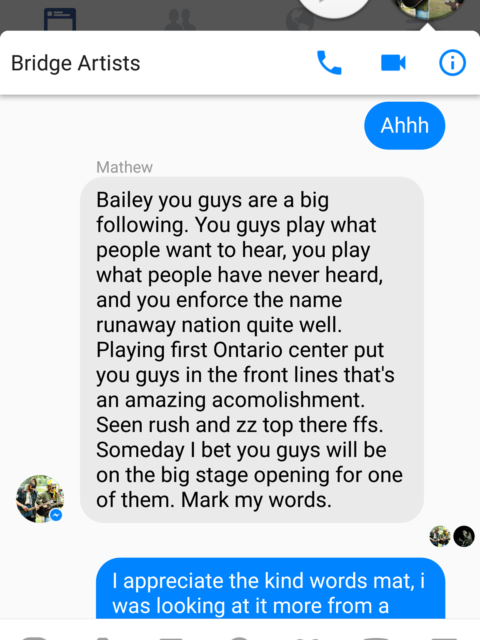 Bridge Artists
Ahhh
Mathew
Bailey you guys are a big
following. You guys play what
people want to hear, you play
what people have never heard,
and you enforce the name
runaway nation quite well.
Playing first Ontario center put
you guys in the front lines that's
an amazing acomolishment.
Seen rush and zz top there ffs.
Someday I bet you guys will be
on the big stage opening for one
of them. Mark my words.
I appreciate the kind words mat, i
was looking at it more from a